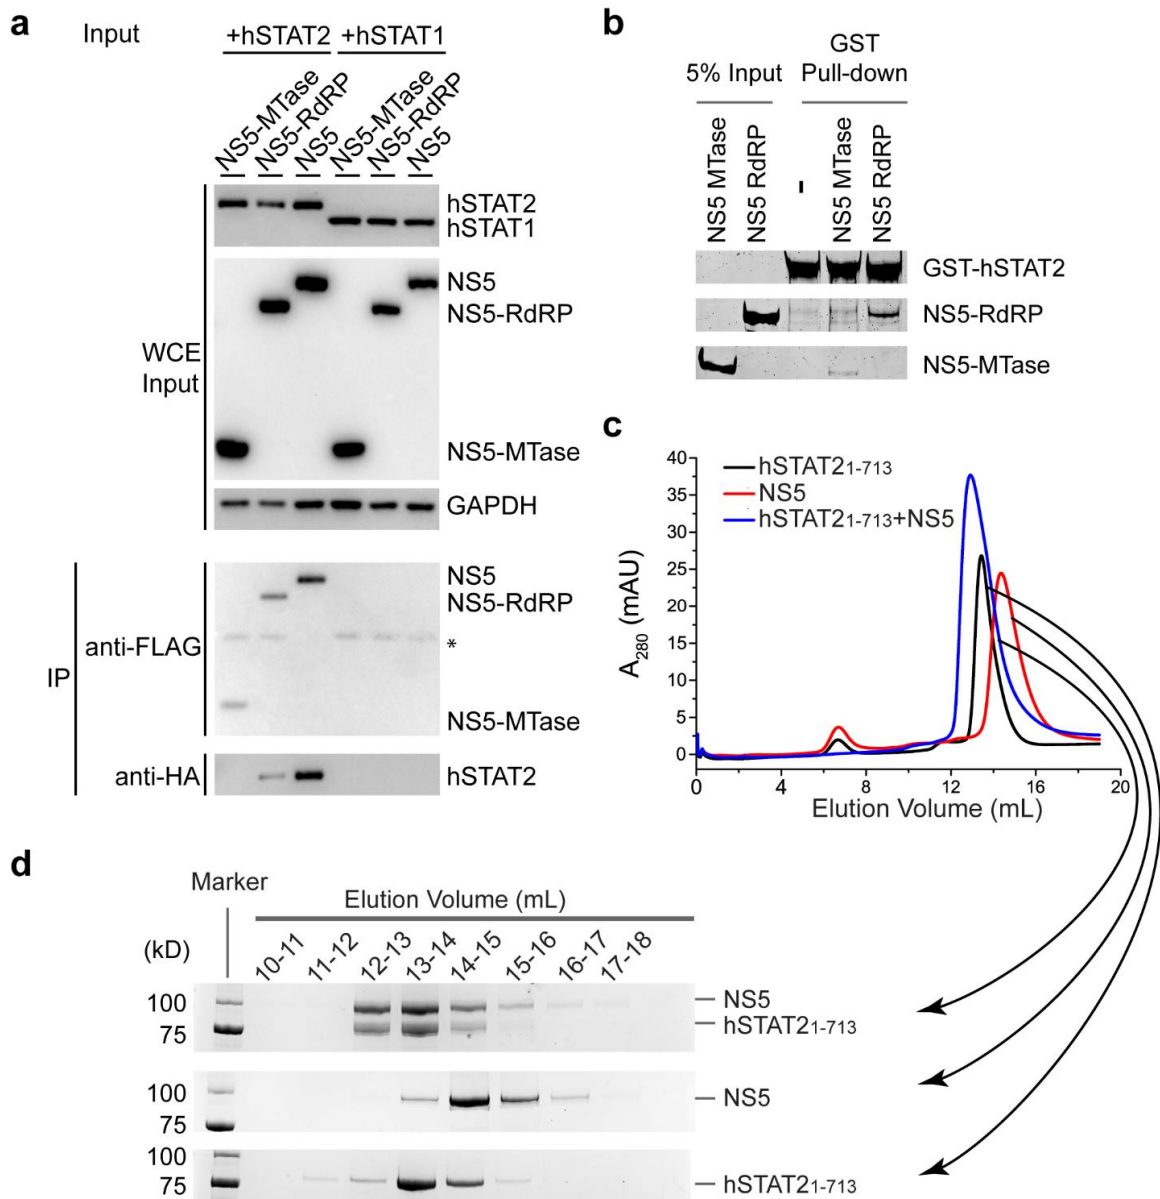 a
Input
+hSTAT2 +hSTAT1
NS5-MTase
NS5-RdRP
NS5
NS5-MTase
NS5-RdRP
NS5
hSTAT2
hSTAT1
WCE
Input
NS5
NS5-RdRP
NS5-MTase
GAPDH
IP
anti-FLAG
NS5
NS5-RdRP
*
NS5-MTase
anti-HA
hSTAT2
b
5% Input
GST
Pull-down
NS5 MTase
NS5 RdRP
-
NS5 MTase
NS5 RdRP
GST-hSTAT2
NS5-RdRP
NS5-MTase
c
hSTAT21-713
NS5
hSTAT21-713+NS5
A280 (mAU)
40
35
30
25
20
15
10
5
0
0 4 8 12 16 20
Elution Volume (mL)
d
Marker
Elution Volume (mL)
(kD)
10-11
11-12
12-13
13-14
14-15
15-16
16-17
17-18
100
75
NS5
hSTAT21-713
100
75
NS5
100
75
hSTAT21-713